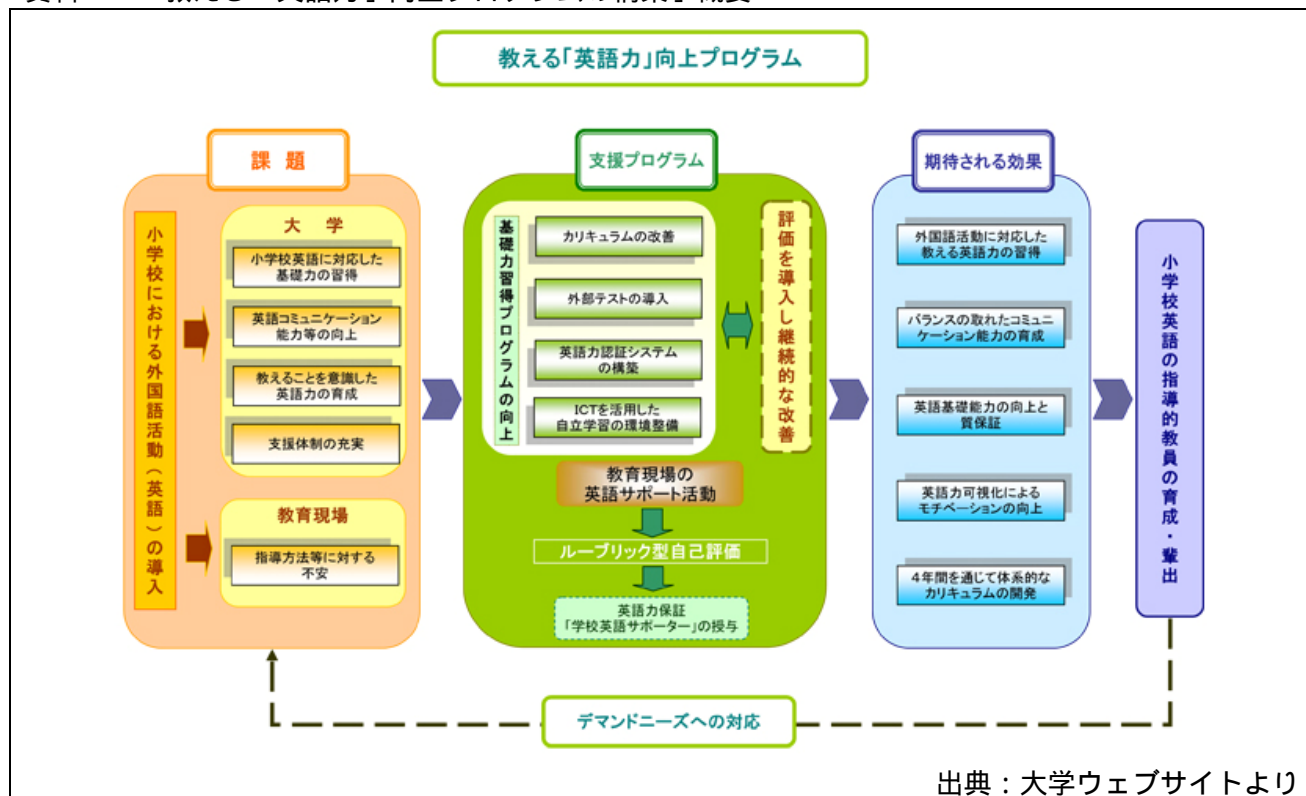 教える「英語力」向上プログラム
課 題
小学校における外国語活動（英語）の導入
大 学
小学校英語に対応した
基礎力の習得
英語コミュニケーション
能力等の向上
教えることを意識した
英語力の育成
支援体制の充実
教育現場
指導方法等に対する
不安
支援プログラム
基礎力習得プログラムの向上
カリキュラムの改善
外部テストの導入
英語力認証システム
の構築
ICTを活用した
自立学習の環境整備
評価を導入し継続的な改善
教育現場の
英語サポート活動
ルーブリック型自己評価
英語力保証
「学校英語サポーター」の授与
期待される効果
外国語活動に対応した
教える英語力の習得
バランスの取れたコミュニ
ケーション能力の育成
英語基礎能力の向上と
質保証
英語力可視化による
モチベーションの向上
4年間を通じて体系的な
カリキュラムの開発
小学校英語の指導的教員の育成・輩出
デマンドニーズへの対応
出典：大学ウェブサイトより